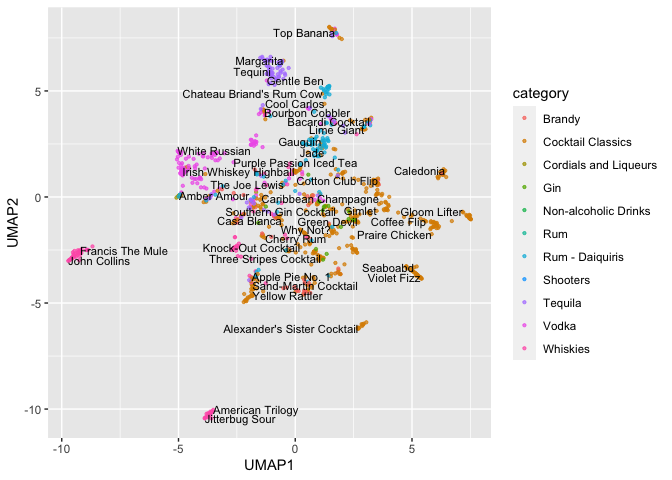 Top Banana
Margarita
Tequini
Gentle Ben
Chateau Briand's Rum Cow
Cool Carlos
Bourbon Cobbler
Bacardi Cocktail
Lime Giant
Gauguin
White Russian
Jade
Purple Passion Iced Tea
Irish Whiskey Highball
Caledonia
Cotton Club Flip
The Joe Lewis
Amber Amour
Caribbean Champagne
Southern Gin Cocktail
Gimlet
Gloom Lifter
Casa Blanca
Green Devil
Coffee Flip
Why Not?
Prairie Chicken
Cherry Rum
Knock-Out Cocktail
Francis The Mule
John Collins
Three Stripes Cocktail
Seaboard
Apple Pie No. 1
Violet Fizz
Sand-Martin Cocktail
Yellow Rattler
Alexander's Sister Cocktail
American Trilogy
Jitterbug Sour
5
0
-5
-10
UMAP2
-10 -5 0 5
UMAP1
category
Brandy
Cocktail Classics
Cordials and Liqueurs
Gin
Non-alcoholic Drinks
Rum
Rum - Daiquiris
Shooters
Tequila
Vodka
Whiskies